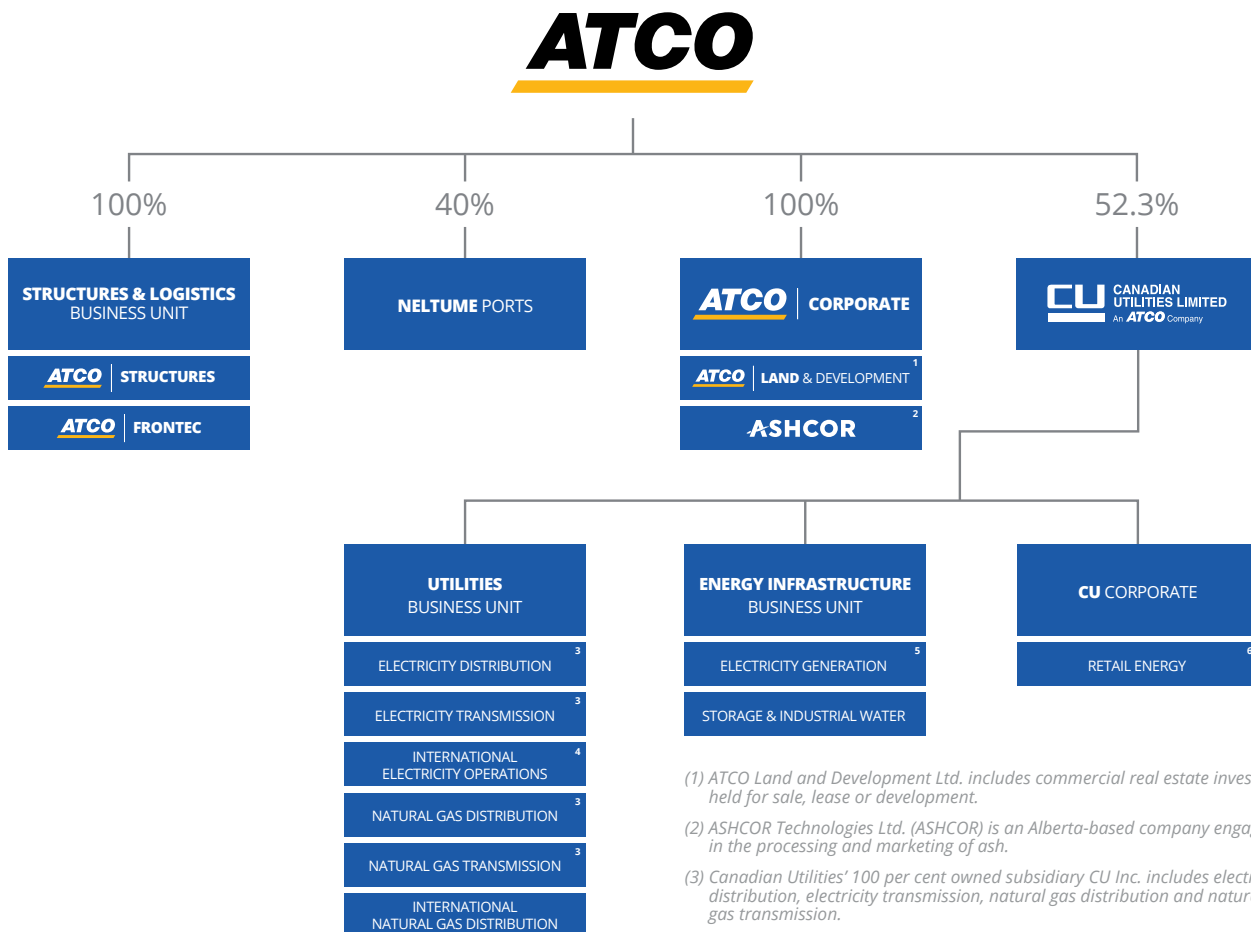 ATCO
100%
40%
100%
52.3%
STRUCTURES & LOGISTICS
BUSINESS UNIT
ATCO STRUCTURES
ATCO FRONTEC
NELTUME PORTS
ATCO CORPORATE
ATCO LAND & DEVELOPMENT 1
ASHCOR 2
CU CANADIAN
UTILITIES LIMITED
An ATCO Company
UTILITIES
BUSINESS UNIT
ELECTRICITY DISTRIBUTION 3
ELECTRICITY TRANSMISSION 3
INTERNATIONAL 4
ELECTRICITY OPERATIONS
NATURAL GAS DISTRIBUTION 3
NATURAL GAS TRANSMISSION 3
INTERNATIONAL
NATURAL GAS DISTRIBUTION
ENERGY INFRASTRUCTURE
BUSINESS UNIT
ELECTRICITY GENERATION 5
STORAGE & INDUSTRIAL WATER
CU CORPORATE
RETAIL ENERGY 6
(1) ATCO Land and Development Ltd. includes commercial real estate inves
held for sale, lease or development.
(2) ASHCOR Technologies Ltd. (ASHCOR) is an Alberta-based company enga
in the processing and marketing of ash.
(3) Canadian Utilities' 100 per cent owned subsidiary CU Inc. includes electri
distribution, electricity transmission, natural gas distribution and natur
gas transmission.